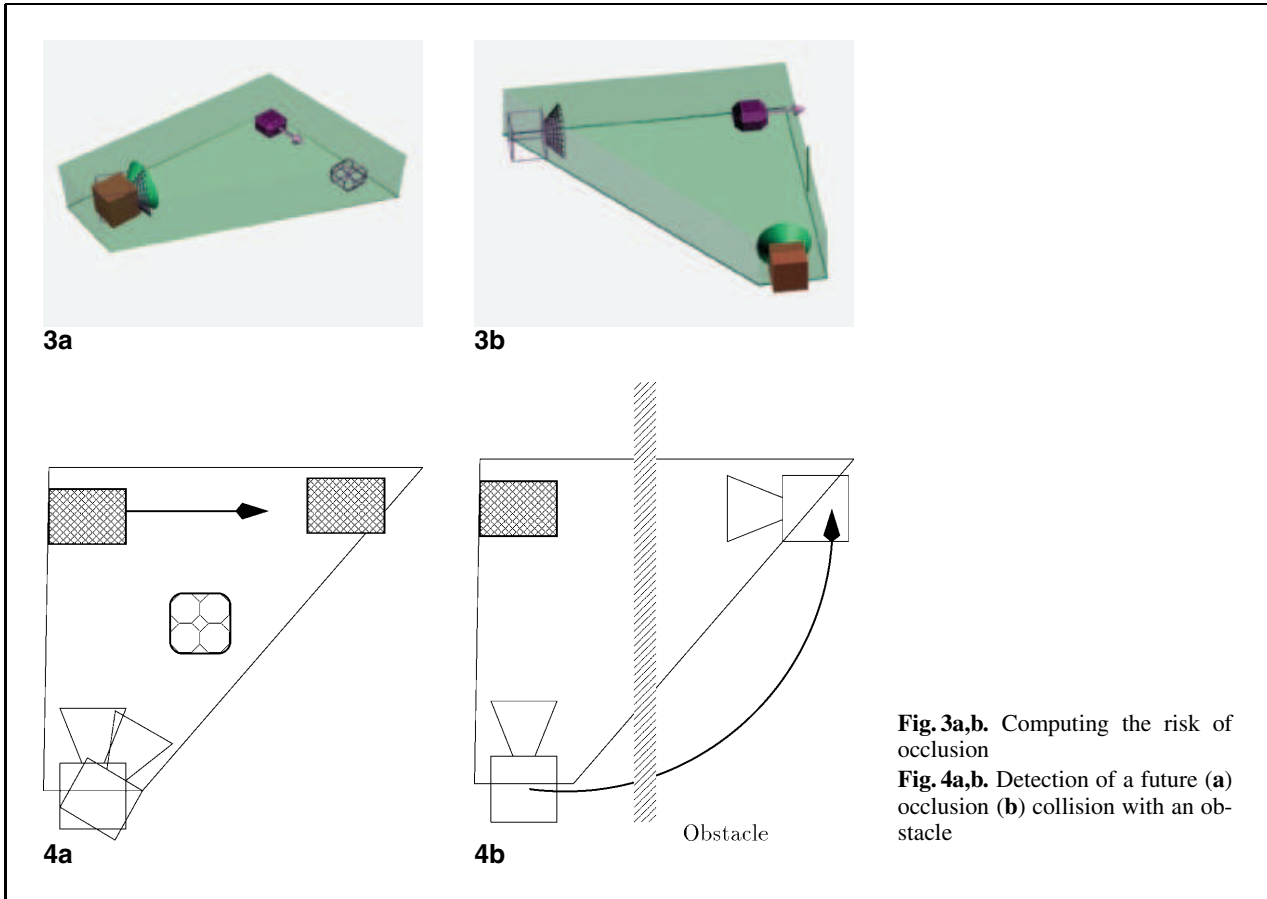 3a
3b
4a
4b
Obstacle
Fig. 3a,b. Computing the risk of
occlusion
Fig. 4a,b. Detection of a future (a)
occlusion (b) collision with an ob-
stacle